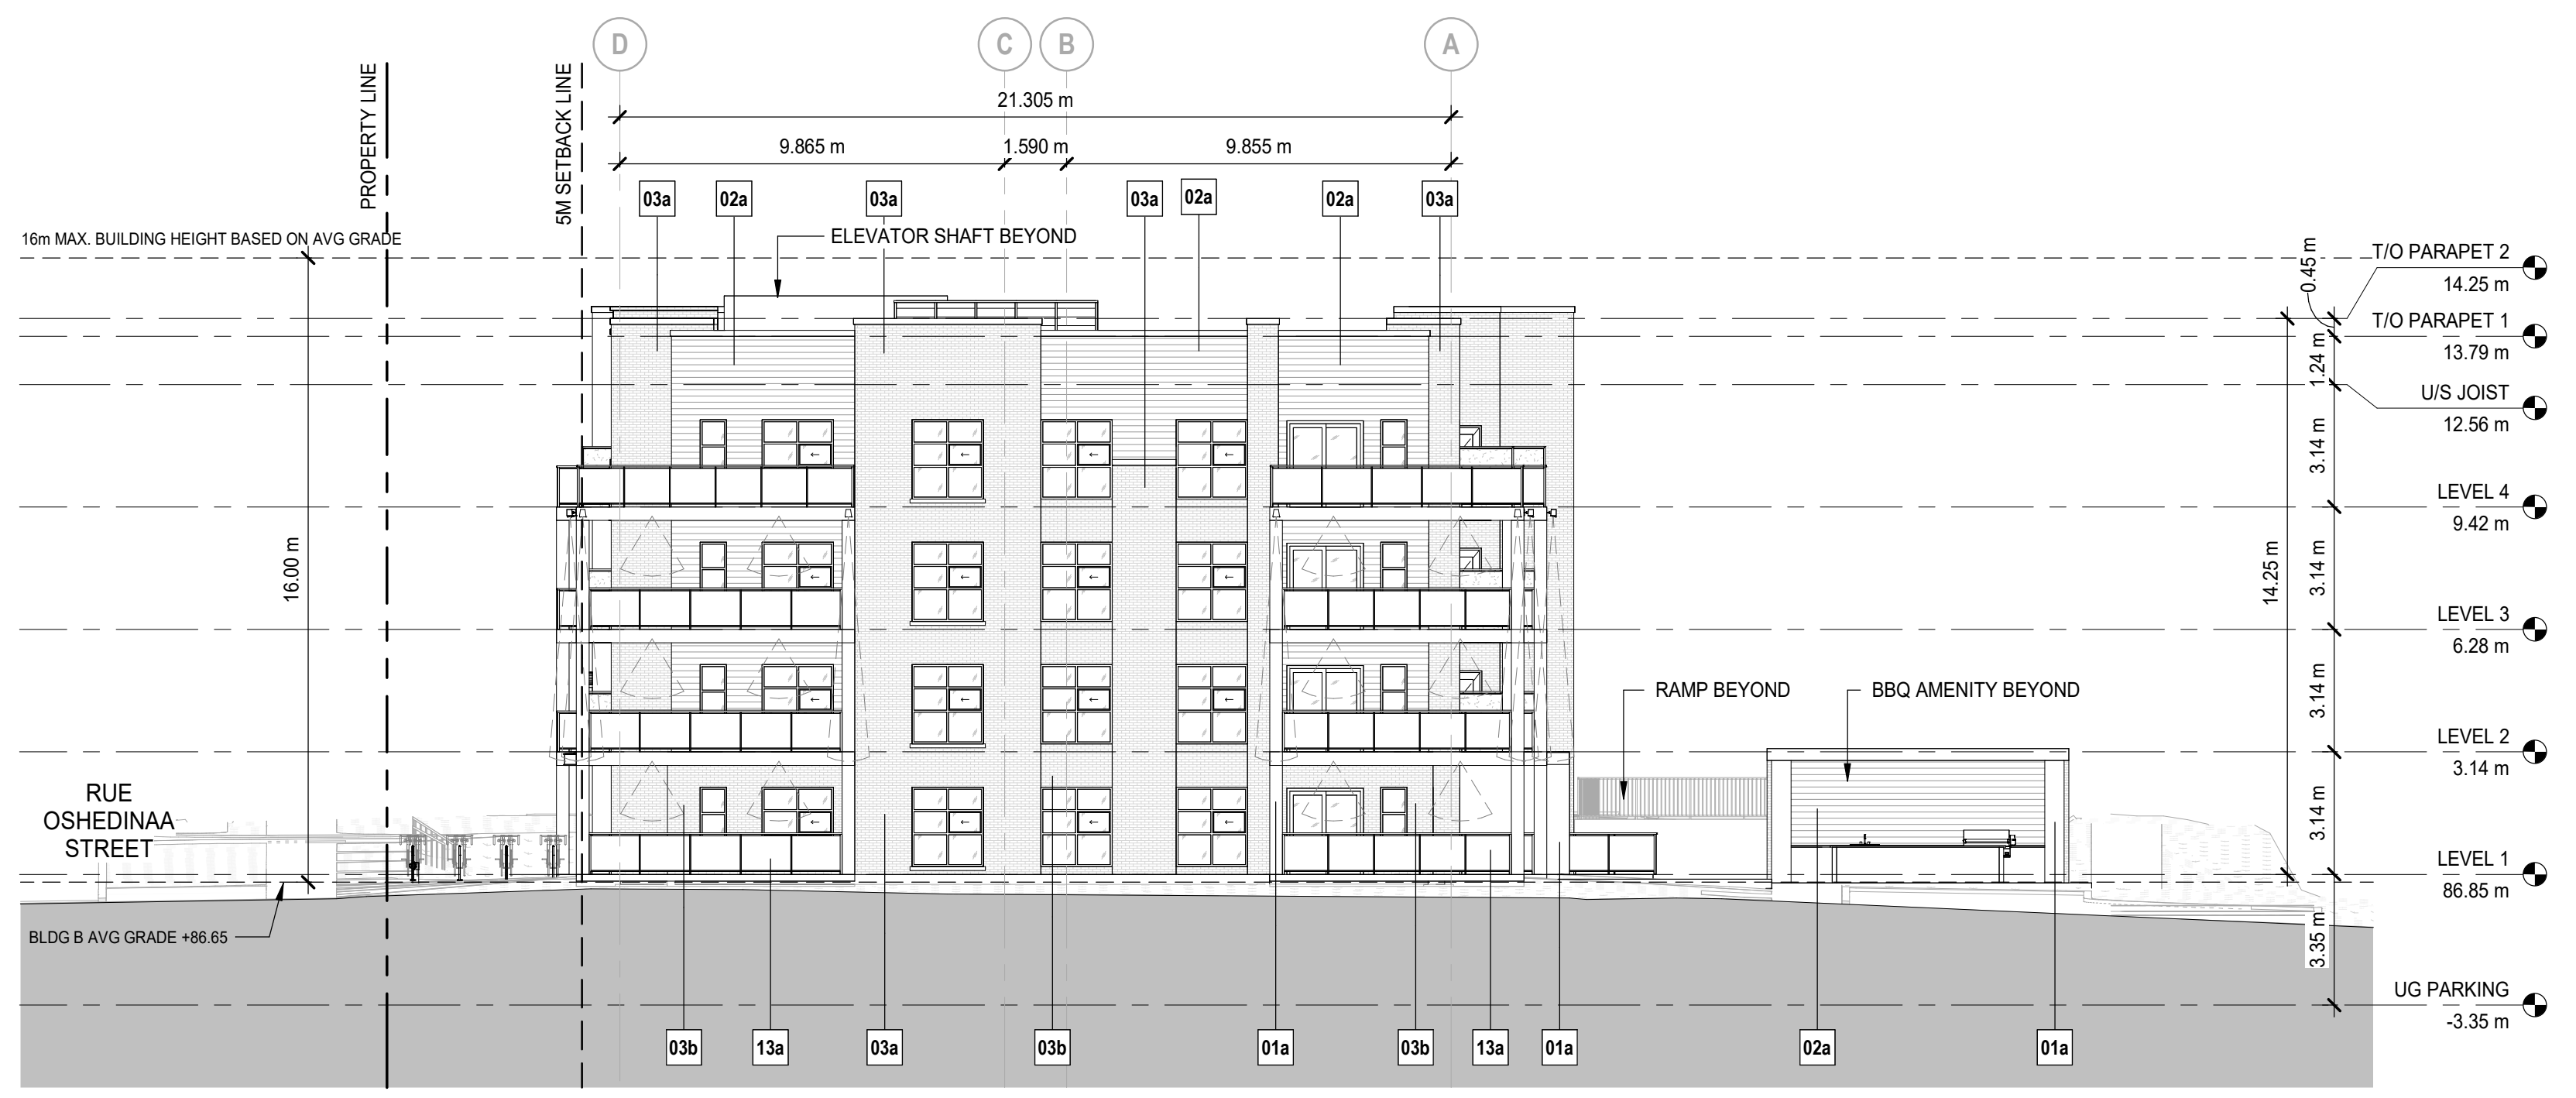 D
C
B
A
PROPERTY LINE
5M SETBACK LINE
21.305 m
9.865 m
1.590 m
9.855 m
03a
02a
03a
03a
02a
02a
03a
16m MAX. BUILDING HEIGHT BASED ON AVG GRADE
ELEVATOR SHAFT BEYOND
0.45 m
T/O PARAPET 2
14.25 m
T/O PARAPET 1
13.79 m
1.24 m
U/S JOIST
12.56 m
3.14 m
LEVEL 4
9.42 m
16.00 m
14.25 m
3.14 m
LEVEL 3
6.28 m
RAMP BEYOND
BBQ AMENITY BEYOND
3.14 m
LEVEL 2
3.14 m
RUE
OSHEDINAA
STREET
3.14 m
LEVEL 1
86.85 m
BLDG B AVG GRADE +86.65
3.35 m
UG PARKING
-3.35 m
03b
13a
03a
03b
01a
03b
13a
01a
02a
01a